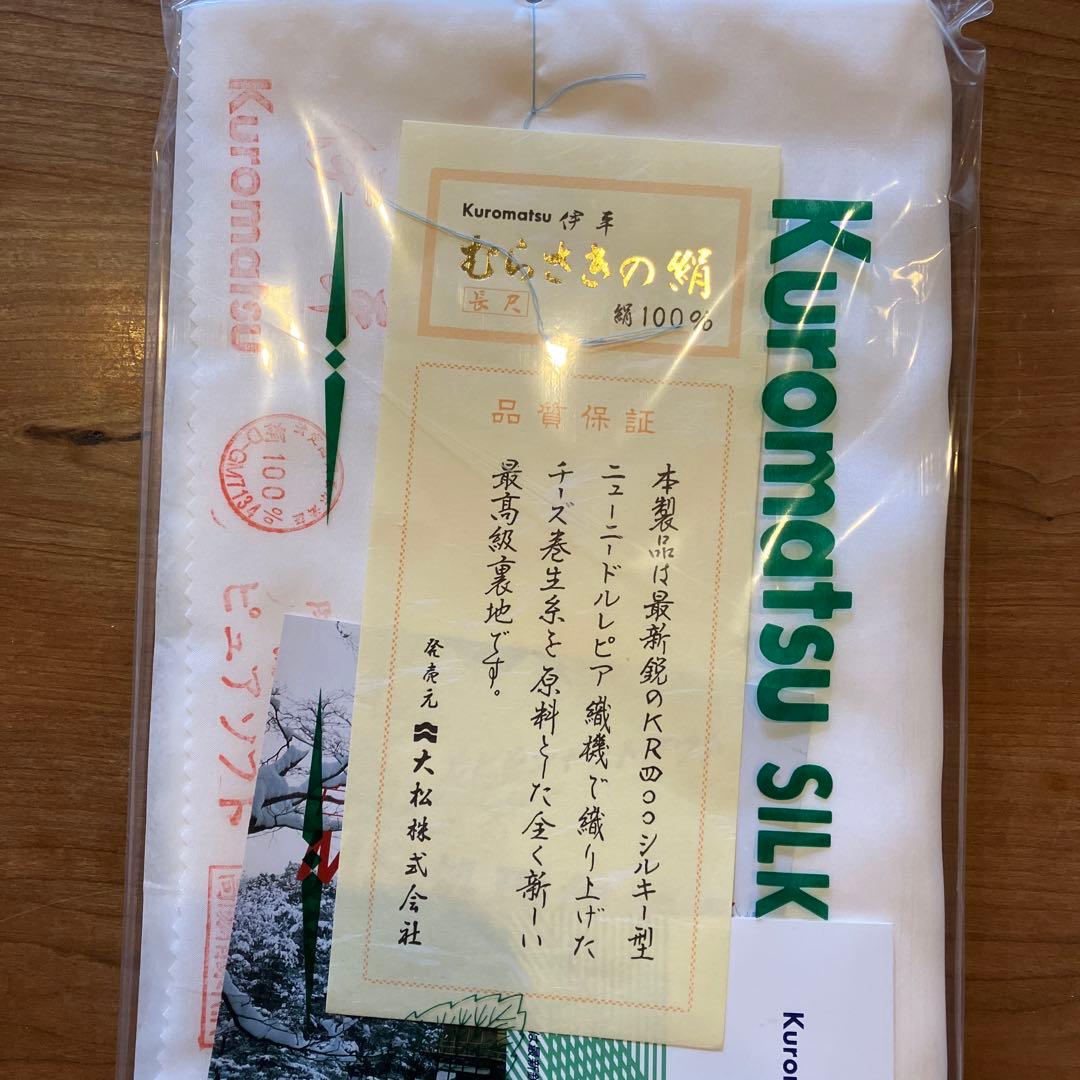 Kuromatsu SILK
Kuromatsu 伊達
むらさきの絹
長尺
絹100%
品質保証
本製品は最新鋭のKR四〇〇シルキー型
ニューニードルレピア織機で織り上げた
チーズ巻生糸を原料とした全く新しい
最高級裏地です。
発売元 大松株式会社
Kuromatsu
絹
100%
ピュアソフト
Kuro